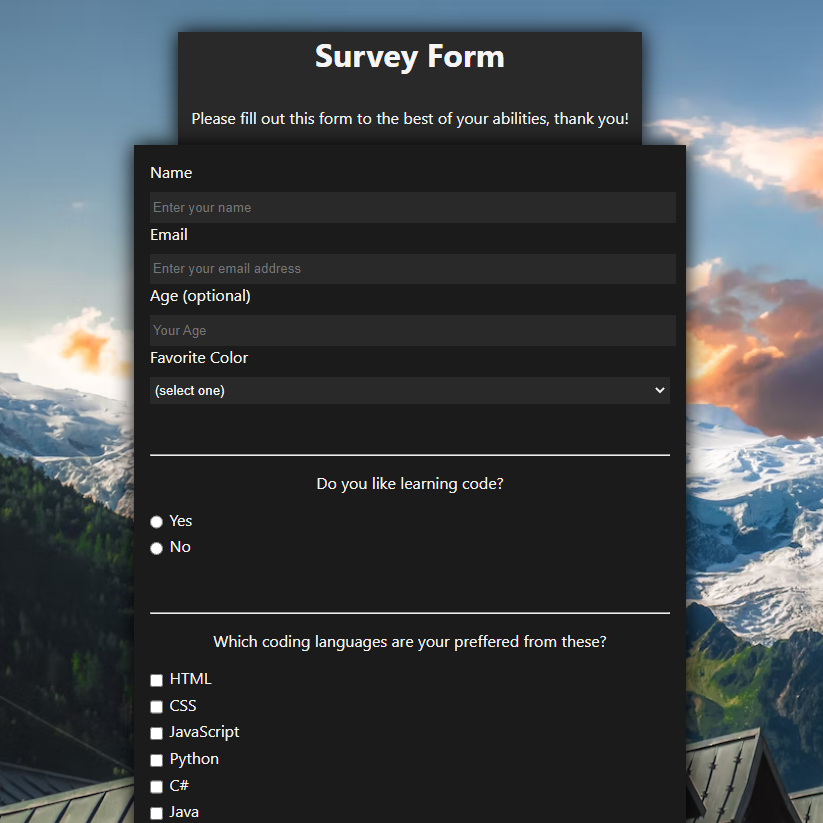 Survey Form
Please fill out this form to the best of your abilities, thank you!
Name
Enter your name
Email
Enter your email address
Age (optional)
Your Age
Favorite Color
(select one)
Do you like learning code?
Yes
No
Which coding languages are your preffered from these?
HTML
CSS
JavaScript
Python
C#
Java